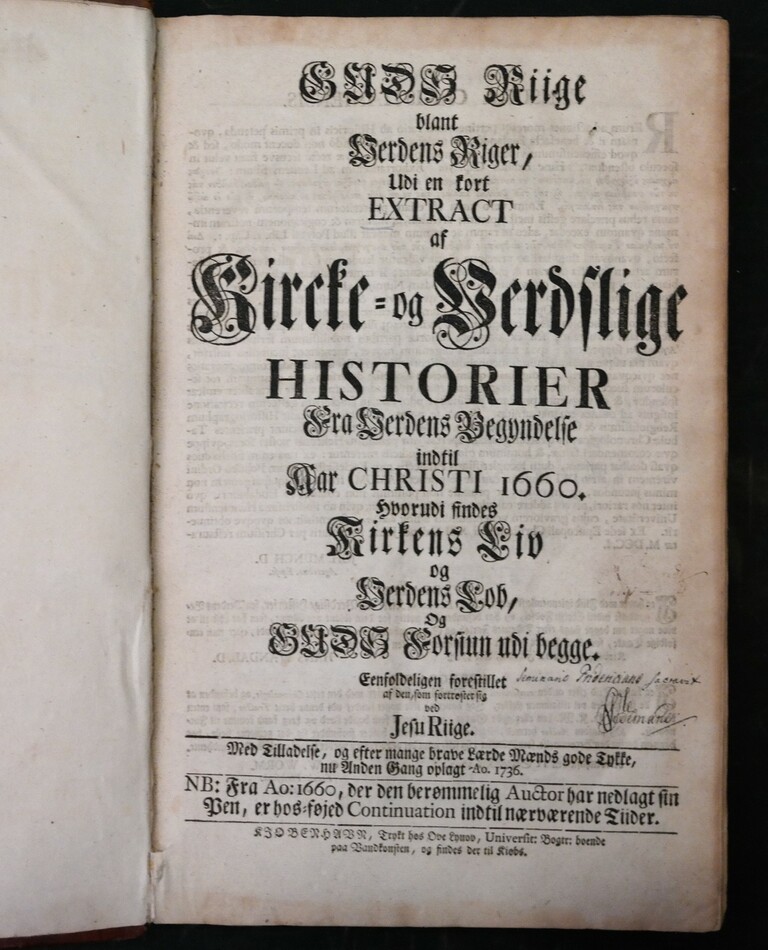 GUDS Riige
blant
Verdens Riger,
Udi en kort
EXTRACT
af
Kircke-og Verdslige
HISTORIER
Fra Verdens Begyndelse
indtil
Aar CHRISTI 1660.
Hvorudi findes
Kirkens Liv
og
Verdens Løb,
Og
GUDS Forsiun udi begge.
Eenfoldeligen forestillet
af den, som fortrøster sig
ved
Jesu Riige.
Med Tilladelse, og efter mange brave Lærde Mænds gode Tykke,
nu Anden Gang oplagt Ao. 1736.
NB: Fra Ao: 1660, der den berømmelig Auctor har nedlagt sin
Pen, er hos-føjed Continuation indtil nærværende Tiider.
KIØBENHAVN, Trykt hos Ove Lynov, Universit: Bogtr: boende
paa Vandkonsten, og findes der til Kiøbs.